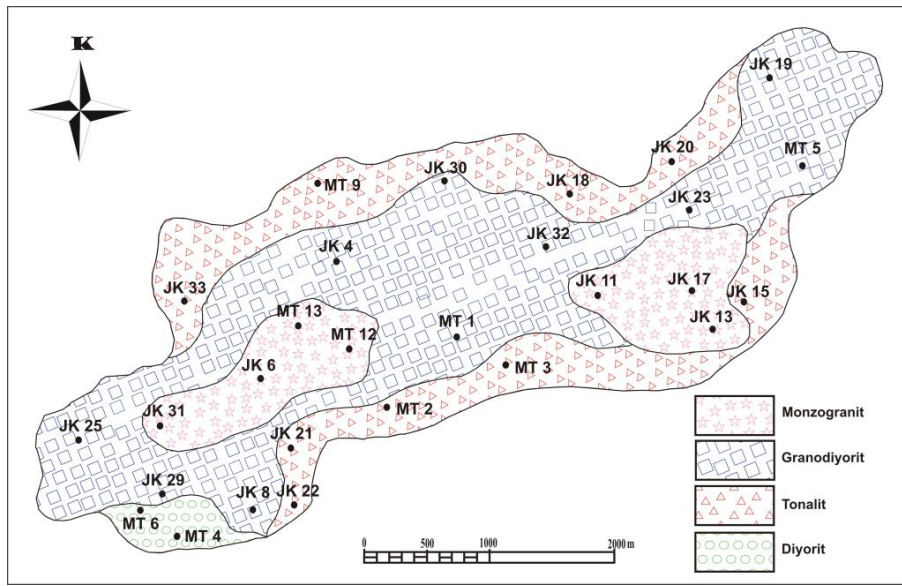 K
JK 19
MT 5
JK 20
JK 30
JK 18
MT 9
JK 23
JK 32
JK 4
JK 11
JK 17
JK 15
JK 33
MT 13
JK 13
MT 1
MT 12
MT 3
JK 6
MT 2
JK 31
JK 25
JK 21
JK 29
JK 8
JK 22
MT 6
MT 4
Monzogranit
Granodiyorit
Tonalit
Diyorit
0 500 1000 2000 m